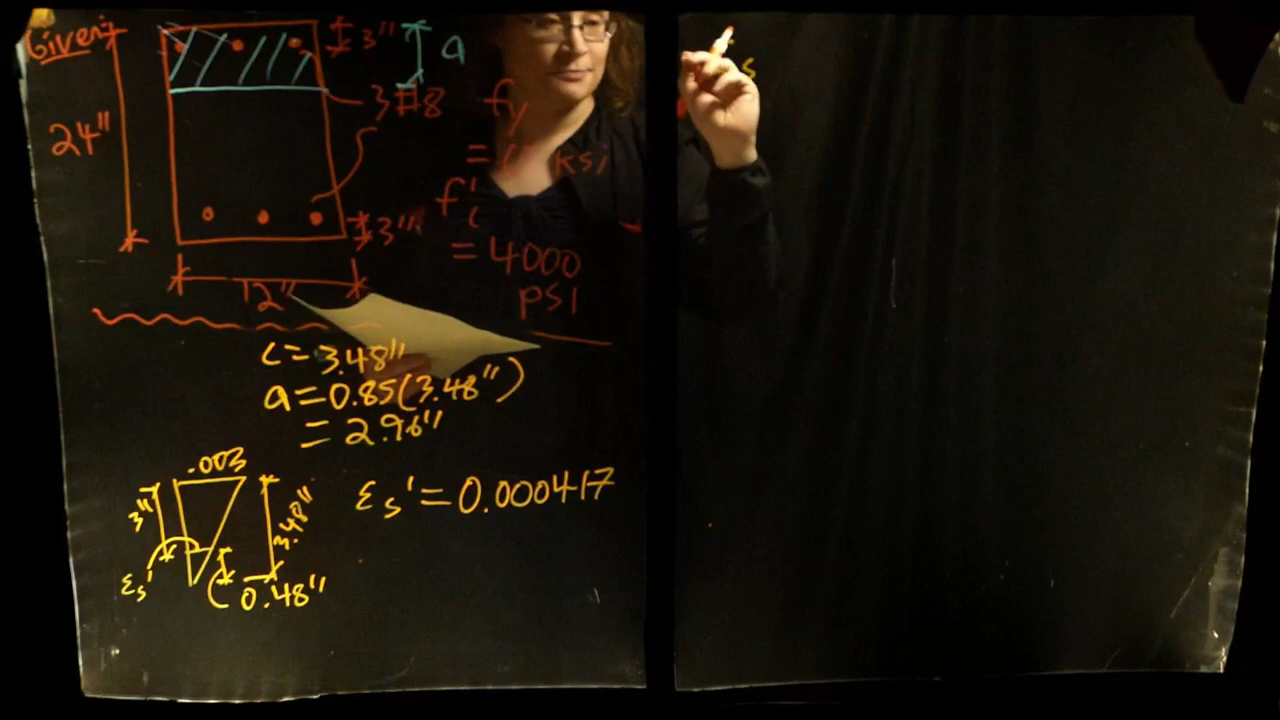 Given:
3"
a
24"
3#8
fy
= ksi
3"
f'c
= 4000
psi
12"
c = 3.48"
a = 0.85(3.48")
= 2.96"
.003
3"
3.48"
εs' = 0.000417
εs'
0.48"
s